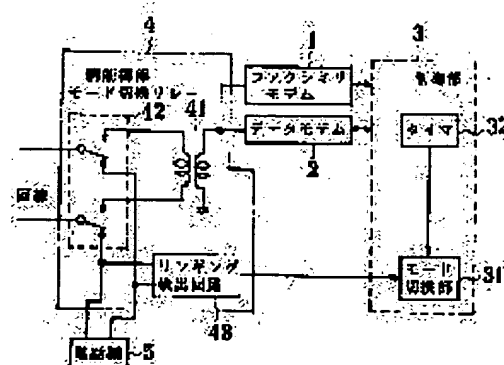 4
1
3
網制御部
モード切換リレー
42
41
ファクシミリ
モデム
制御部
タイマ
32
データモデム
2
回線
リンギング
検出回路
43
モード
切換部
31
電話機
5